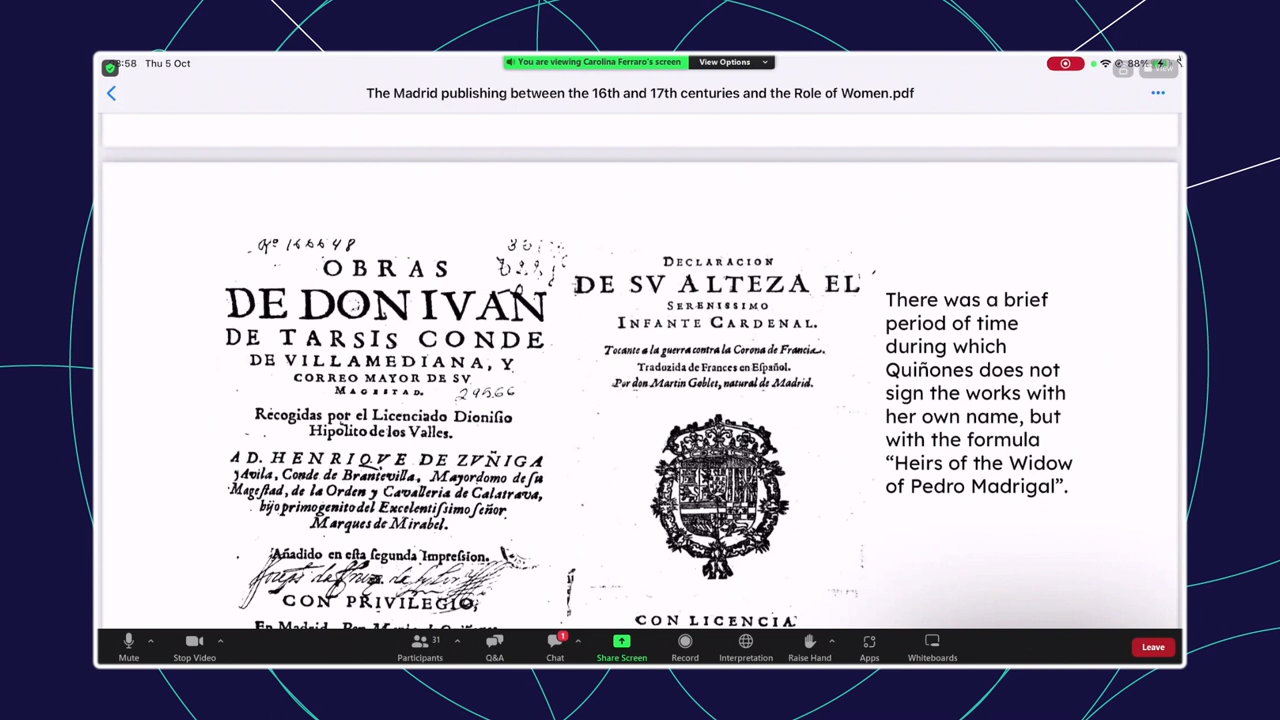 :58 Thu 5 Oct
You are viewing Carolina Ferraro's screen
View Options
88%
View
The Madrid publishing between the 16th and 17th centuries and the Role of Women.pdf
OBRAS
DE DON IVAN
DE TARSIS CONDE
DE VILLAMEDIANA, Y
CORREO MAYOR DE SV
MAGESTAD.
29566
Recogidas por el Licenciado Dionisio
Hipolito de los Valles.
AD. HENRIQVE DE ZVÑIGA
y Avila, Conde de Brantevilla, Mayordomo de su
Magestad, de la Orden y Cavalleria de Calatrava,
hijo primogenito del Excelentissimo señor
Marques de Mirabel.
Añadido en esta segunda Impression.
CON PRIVILEGIO,
DECLARACION
DE SV ALTEZA EL
SERENISSIMO
INFANTE CARDENAL.
Tocante a la guerra contra la Corona de Francia.
Traduzida de Frances en Español.
Por don Martin Goblet, natural de Madrid.
CON LICENCIA
There was a brief
period of time
during which
Quiñones does not
sign the works with
her own name, but
with the formula
“Heirs of the Widow
of Pedro Madrigal”.
Mute
Stop Video
31
Participants
Q&A
1
Chat
Share Screen
Record
Interpretation
Raise Hand
Apps
Whiteboards
Leave